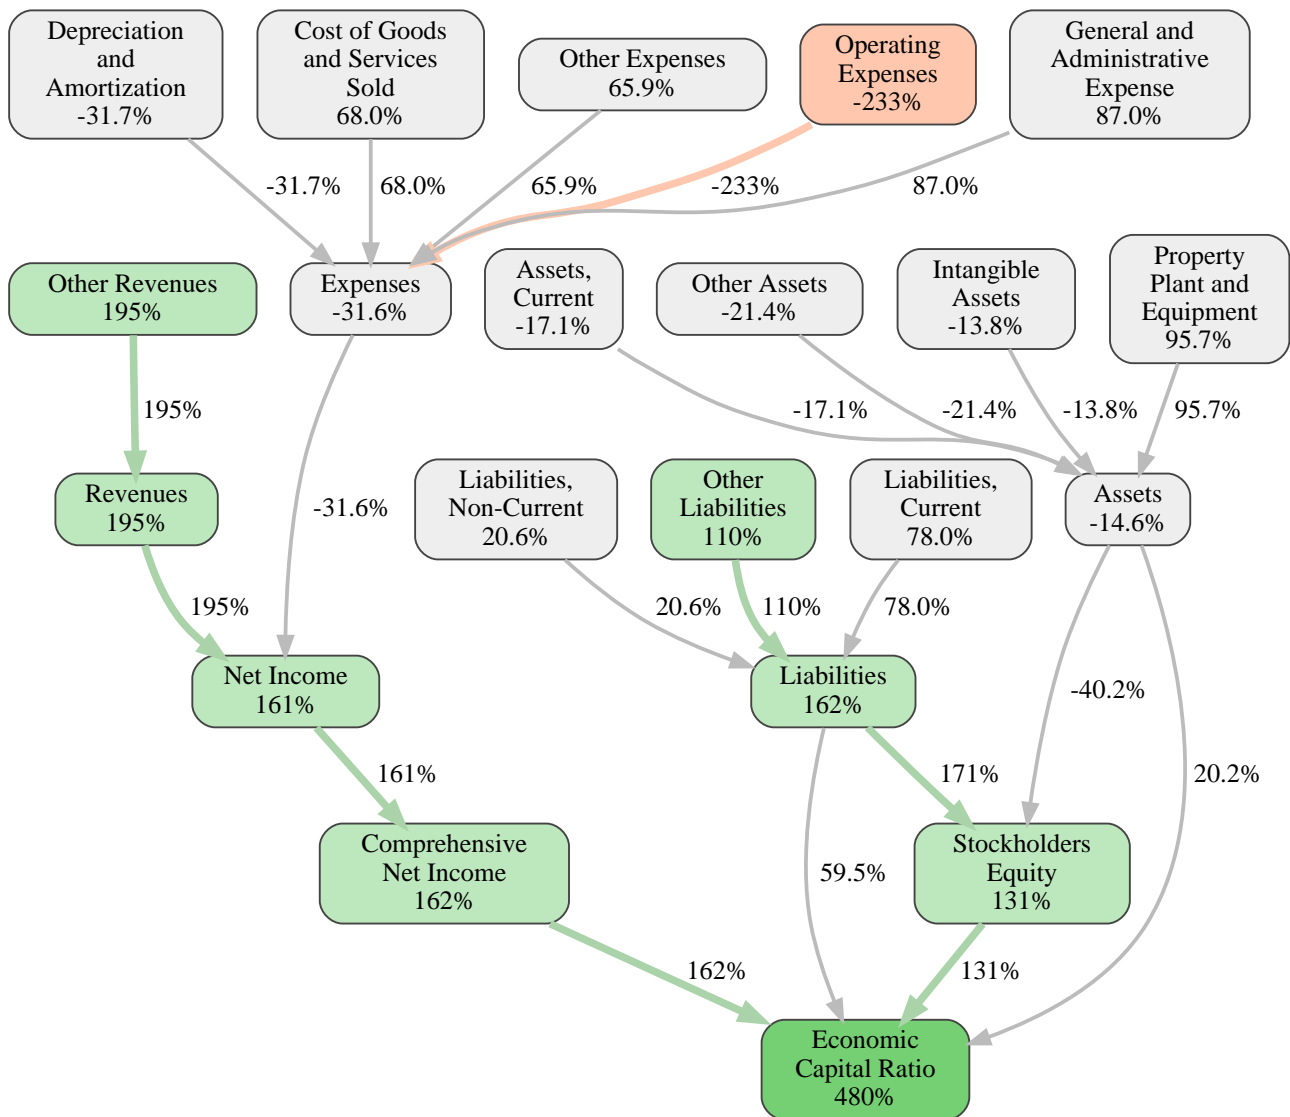 Depreciation
and
Amortization
-31.7%
Cost of Goods
and Services
Sold
68.0%
Other Expenses
65.9%
Operating
Expenses
-233%
General and
Administrative
Expense
87.0%
-31.7%
68.0%
65.9%
-233%
87.0%
Other Revenues
195%
Expenses
-31.6%
Assets,
Current
-17.1%
Other Assets
-21.4%
Intangible
Assets
-13.8%
Property
Plant and
Equipment
95.7%
195%
-17.1%
-21.4%
-13.8%
95.7%
Revenues
195%
-31.6%
Liabilities,
Non-Current
20.6%
Other
Liabilities
110%
Liabilities,
Current
78.0%
Assets
-14.6%
195%
20.6%
110%
78.0%
Net Income
161%
Liabilities
162%
-40.2%
161%
171%
20.2%
Comprehensive
Net Income
162%
59.5%
Stockholders
Equity
131%
162%
131%
Economic
Capital Ratio
480%